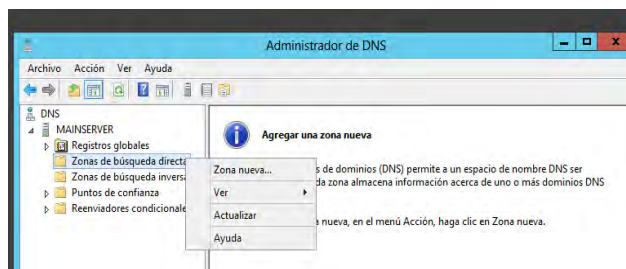 Administrador de DNS
Archivo Acción Ver Ayuda
DNS
MAINSERVER
Registros globales
Zonas de búsqueda directa
Zonas de búsqueda inversa
Puntos de confianza
Reenviadores condicionale
Zona nueva...
Ver
Actualizar
Ayuda
Agregar una zona nueva
s de dominios (DNS) permite a un espacio de nombre DNS ser
da zona almacena información acerca de uno o más dominios DNS
nueva, en el menú Acción, haga clic en Zona nueva.